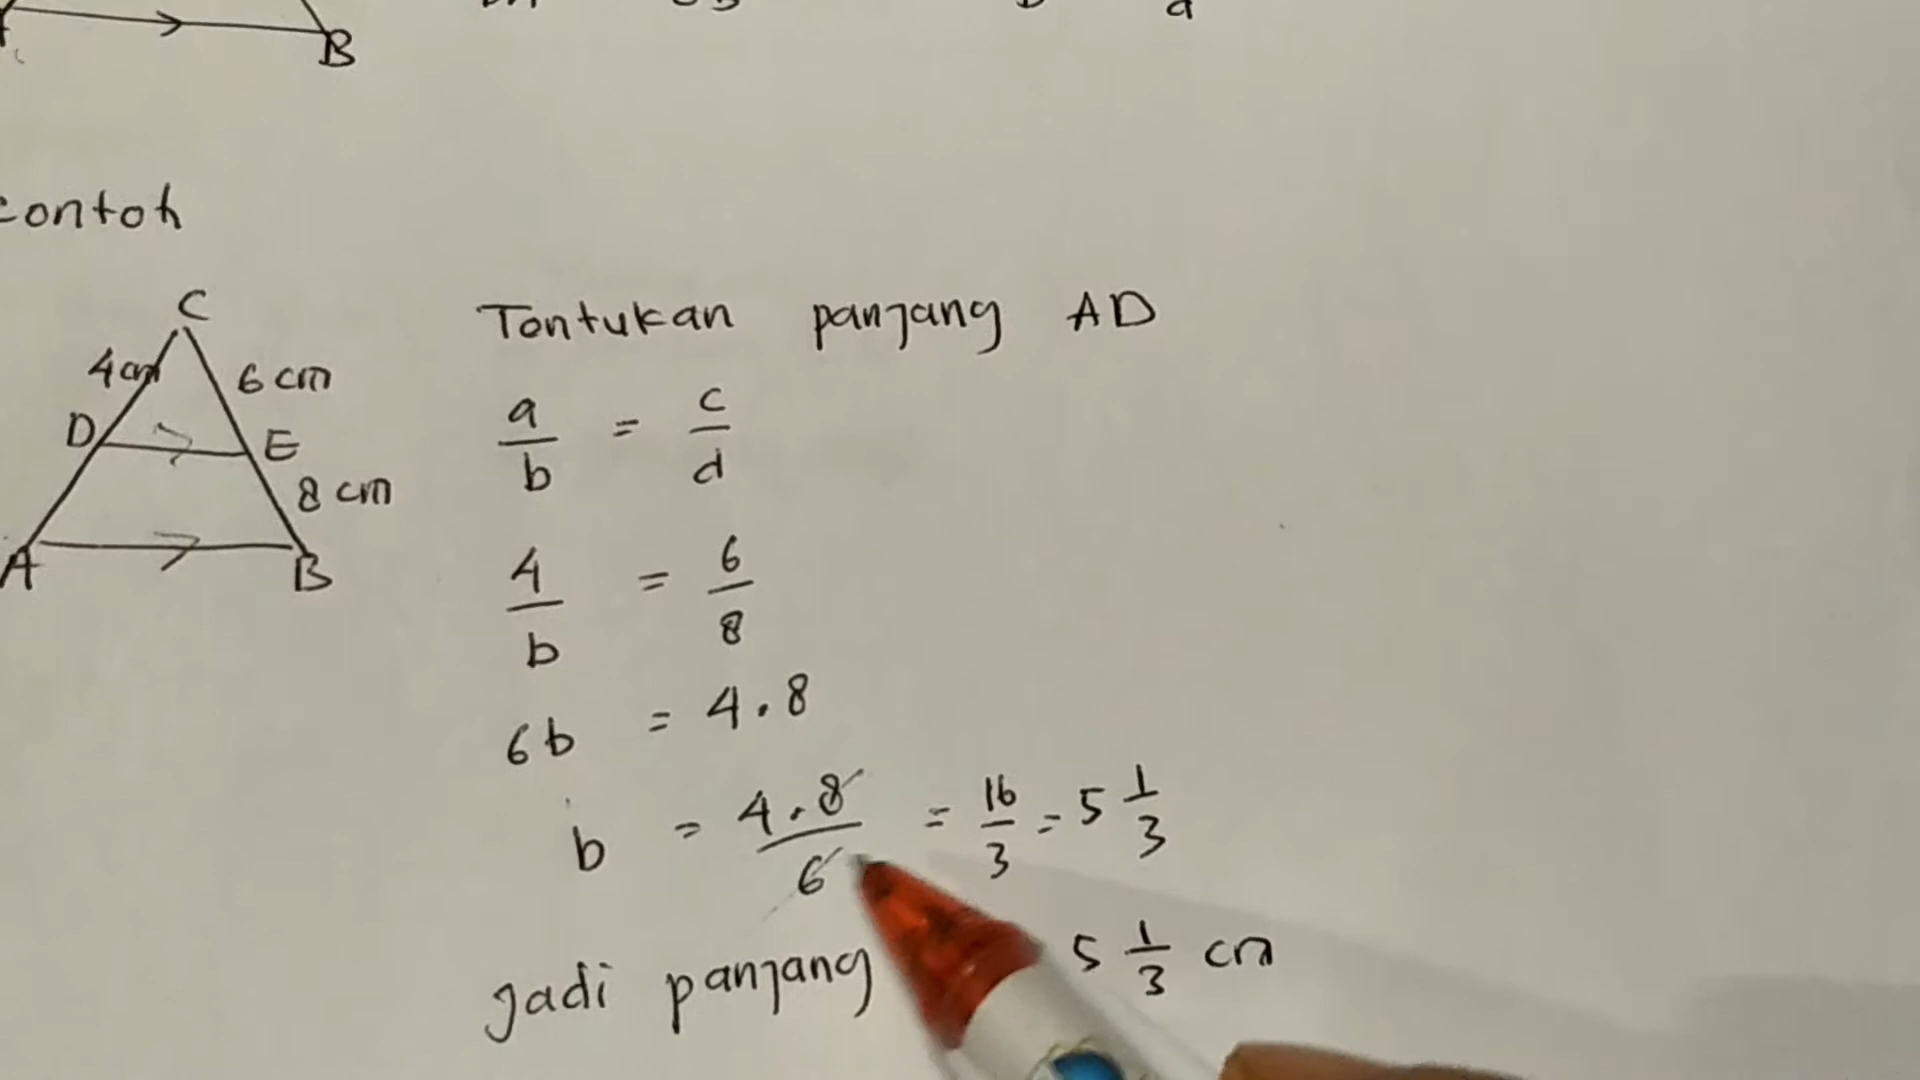 B
contoh
C
4 cm
6 cm
D
E
8 cm
A
B
Tentukan panjang AD
a/b = c/d
4/b = 6/8
6b = 4.8
b = 4.8/6 = 16/3 = 5 1/3
Jadi panjang 5 1/3 cm